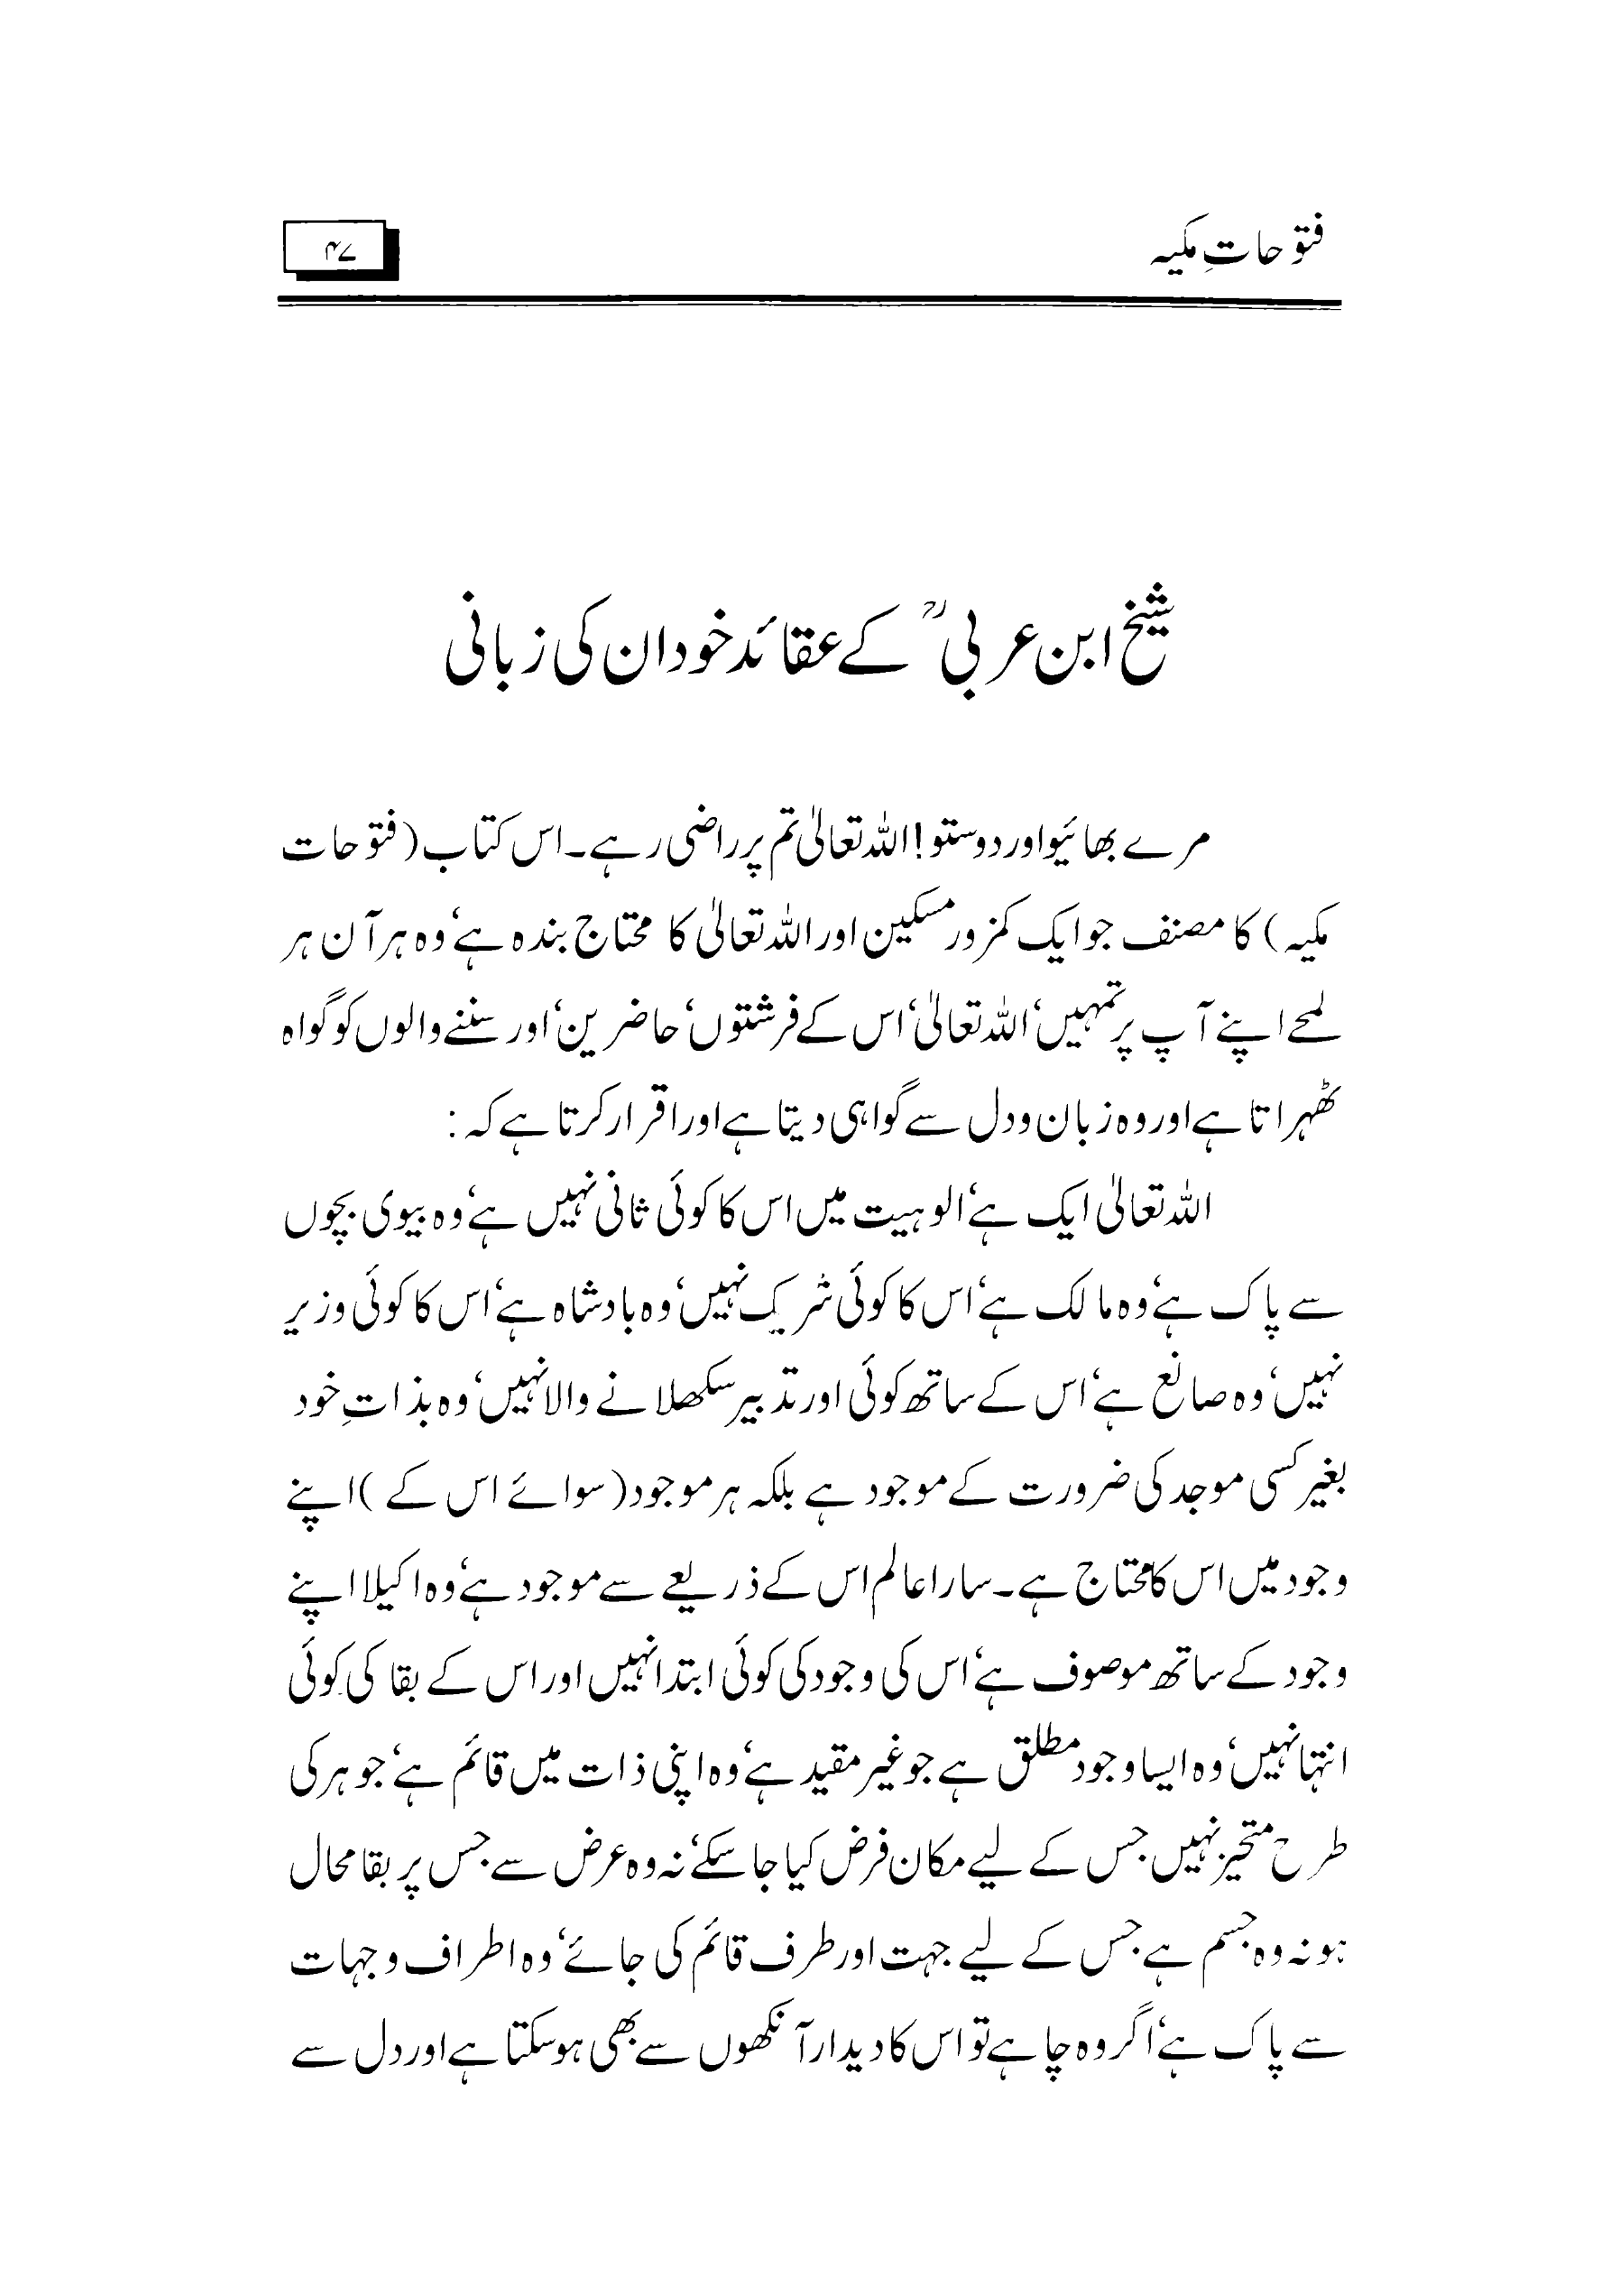 فتوحاتِ مکیہ
۴۷
شیخ ابن عربیؒ کے عقائد خود ان کی زبانی
مرے بھائیو اور دوستو! اللہ تعالیٰ تم پر راضی رہے۔ اس کتاب (فتوحات
مکیہ) کا مصنف جو ایک کمزور مسکین اور اللہ تعالیٰ کا محتاج بندہ ہے‘ وہ ہر آن ہر
لمحے اپنے آپ پر تمہیں‘ اللہ تعالیٰ‘ اس کے فرشتوں‘ حاضرین‘ اور سننے والوں کو گواہ
ٹھہراتا ہے اور وہ زبان و دل سے گواہی دیتا ہے اور اقرار کرتا ہے کہ:
اللہ تعالیٰ ایک ہے‘ الوہیت میں اس کا کوئی ثانی نہیں ہے‘ وہ بیوی بچوں
سے پاک ہے‘ وہ مالک ہے‘ اس کا کوئی شریک نہیں‘ وہ بادشاہ ہے‘ اس کا کوئی وزیر
نہیں‘ وہ صانع ہے‘ اس کے ساتھ کوئی اور تدبیر سکھلانے والا نہیں‘ وہ بذاتِ خود
بغیر کسی موجد کی ضرورت کے موجود ہے بلکہ ہر موجود (سوائے اس کے) اپنے
وجود میں اس کا محتاج ہے۔ سارا عالم اس کے ذریعے سے موجود ہے‘ وہ اکیلا اپنے
وجود کے ساتھ موصوف ہے‘ اس کی وجود کی کوئی ابتدا نہیں اور اس کے بقا کی کوئی
انتہا نہیں‘ وہ ایسا وجود مطلق ہے جو غیر مقید ہے‘ وہ اپنی ذات میں قائم ہے‘ جو ہر کی
طرح متحیز نہیں جس کے لیے مکان فرض کیا جا سکے‘ نہ وہ عرض سے جس پر بقا محال
ہو نہ وہ جسم ہے جس کے لیے جہت اور طرف قائم کی جائے‘ وہ اطراف و جہات
سے پاک ہے‘ اگر وہ چاہے تو اس کا دیدار آنکھوں سے بھی ہو سکتا ہے اور دل سے